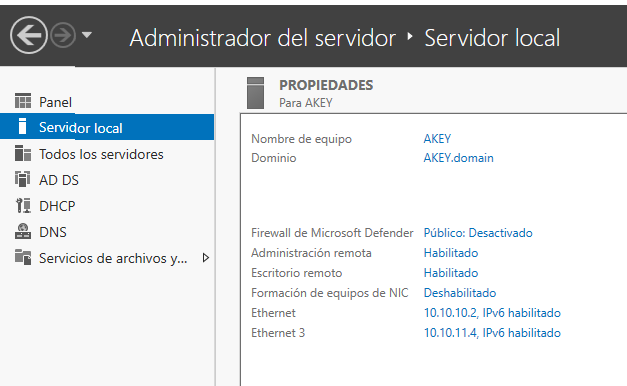 Administrador del servidor ‣ Servidor local
Panel
Servidor local
Todos los servidores
AD DS
DHCP
DNS
Servicios de archivos y...
PROPIEDADES
Para AKEY
Nombre de equipo AKEY
Dominio AKEY.domain
Firewall de Microsoft Defender Público: Desactivado
Administración remota Habilitado
Escritorio remoto Habilitado
Formación de equipos de NIC Deshabilitado
Ethernet 10.10.10.2, IPv6 habilitado
Ethernet 3 10.10.11.4, IPv6 habilitado